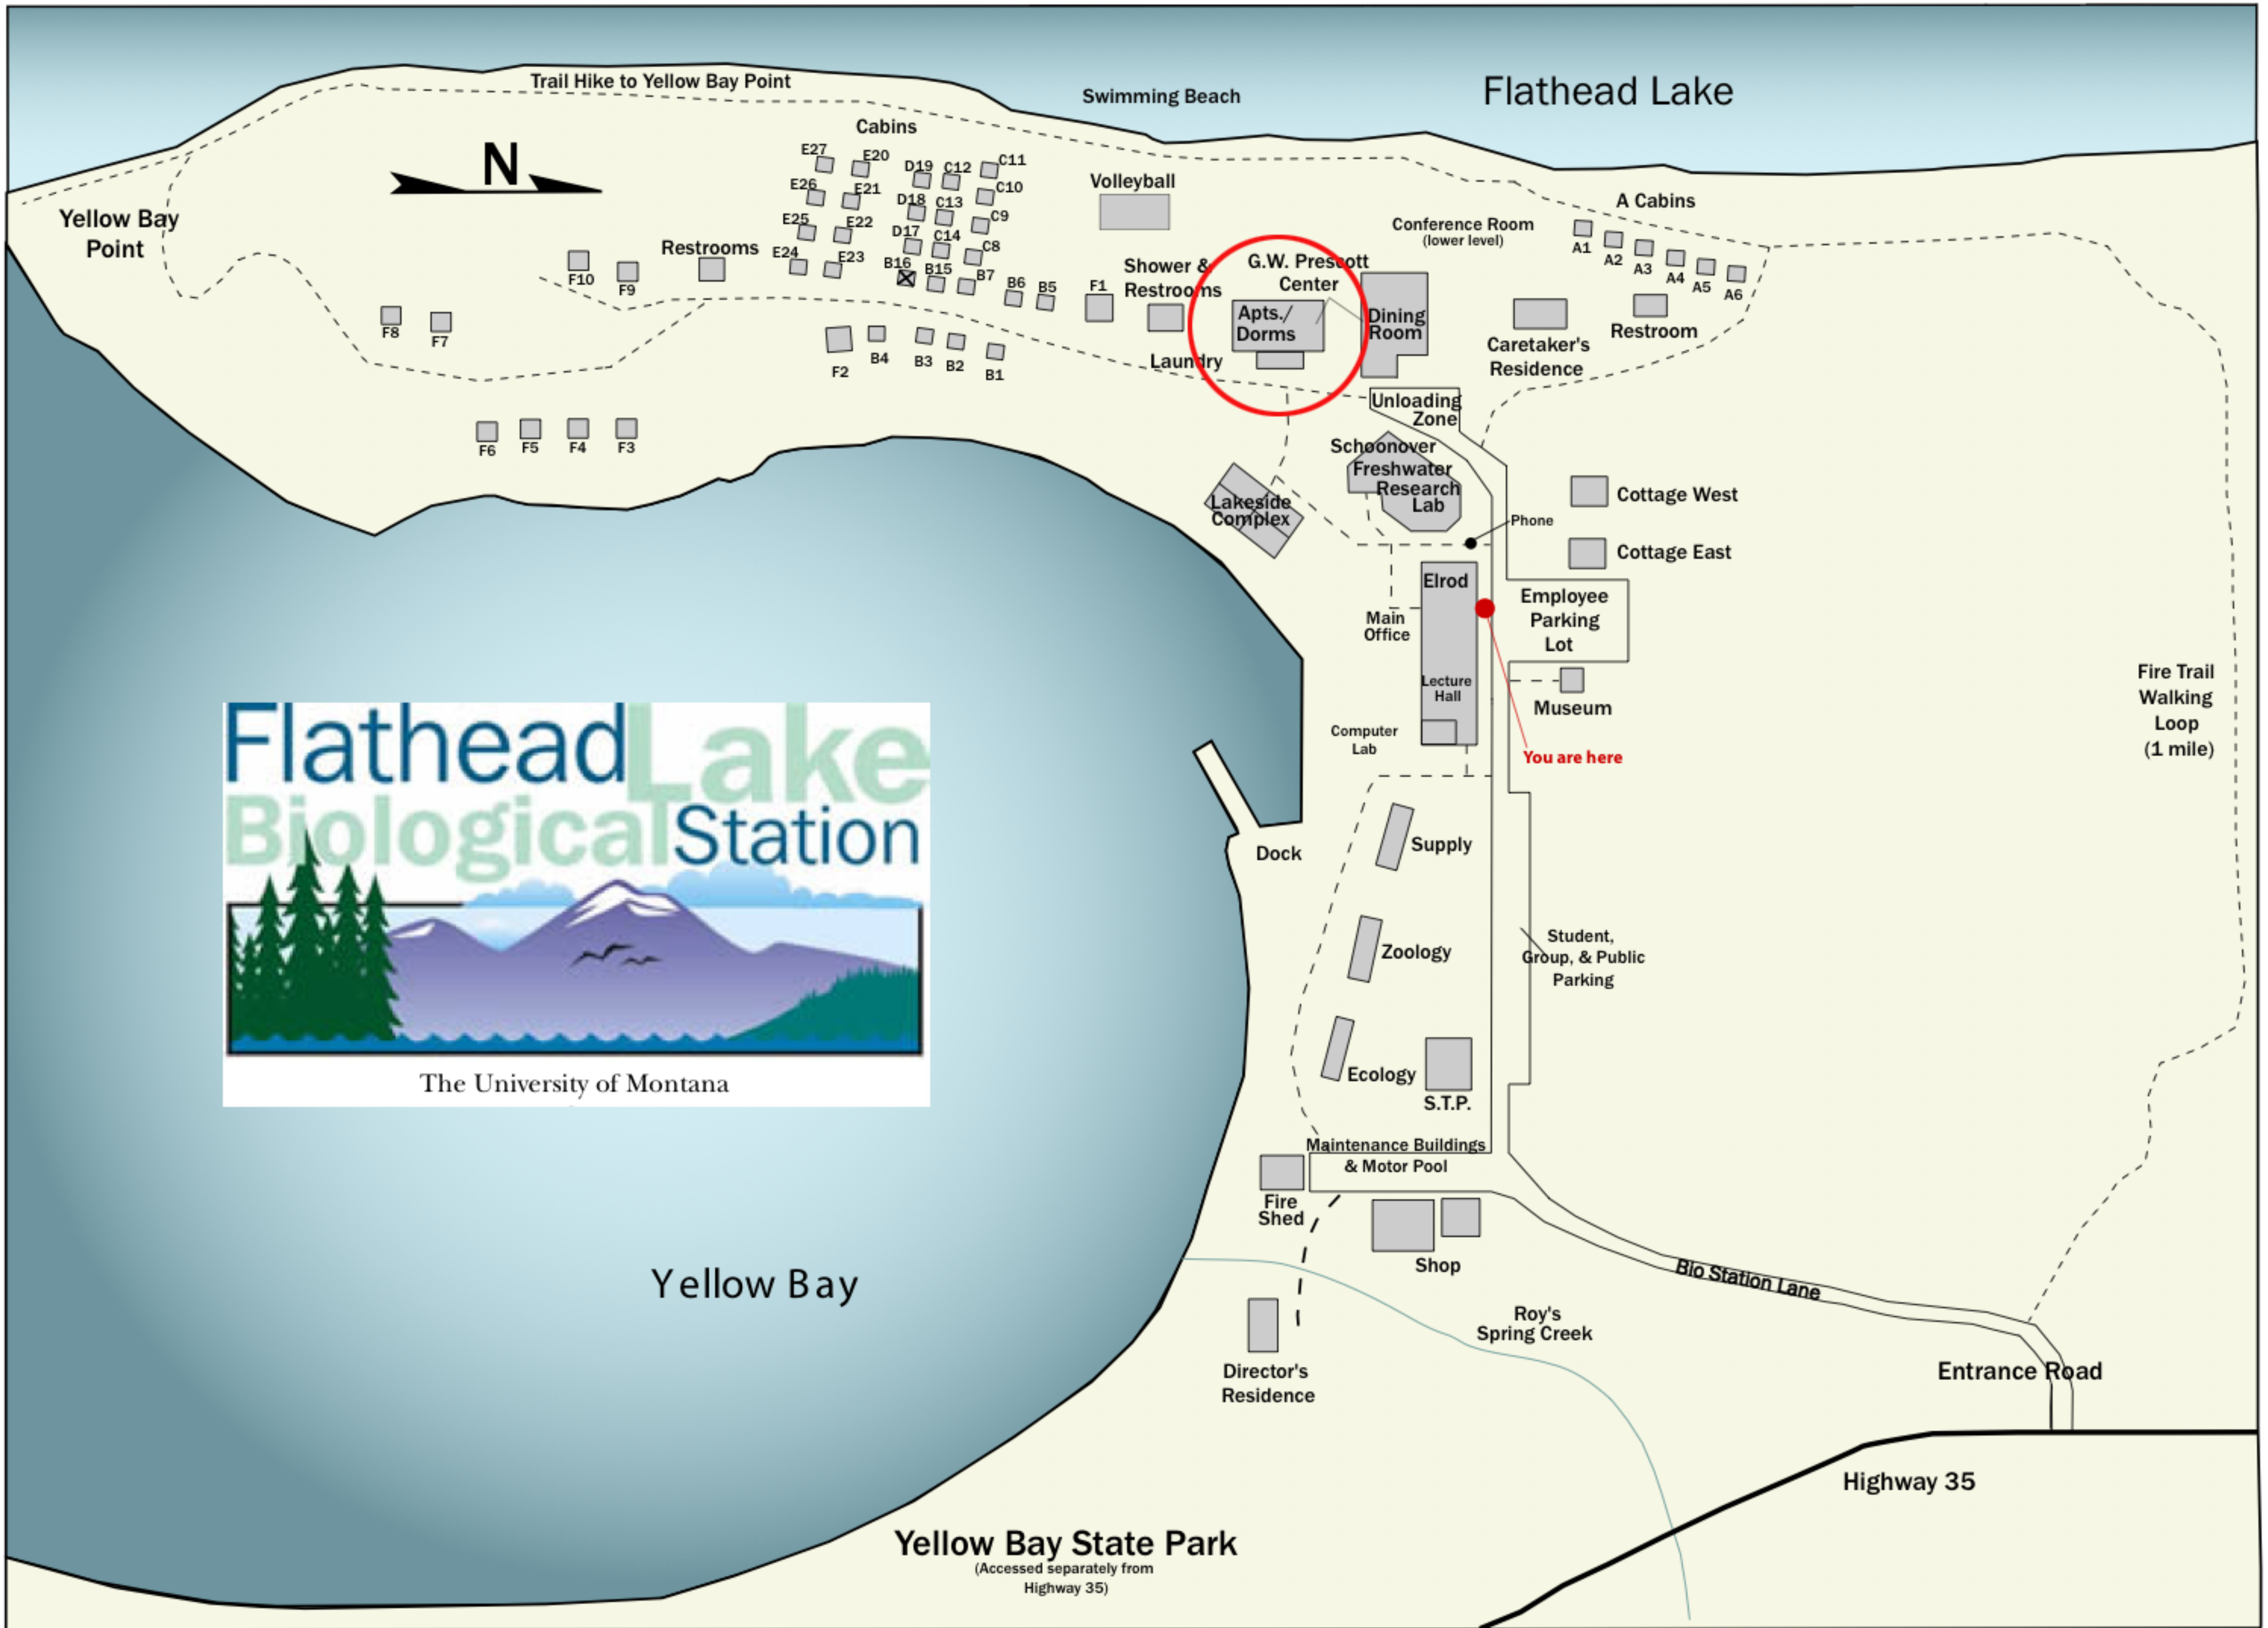 Flathead Lake
Trail Hike to Yellow Bay Point
Swimming Beach
Cabins
N
Yellow Bay
Point
E27
E20
D19
C12
C11
E26
E21
D18
C13
C10
E25
E22
D17
C14
C9
E24
E23
B16
B15
C8
B7
B6
B5
F1
Volleyball
Restrooms
F10
F9
F8
F7
F2
B4
B3
B2
B1
F6
F5
F4
F3
Shower &
Restrooms
Laundry
G.W. Prescott
Center
Apts./
Dorms
Dining
Room
Conference Room
(lower level)
A Cabins
A1
A2
A3
A4
A5
A6
Restroom
Caretaker's
Residence
Unloading
Zone
Schoonover
Freshwater
Research
Lab
Lakeside
Complex
Phone
Cottage West
Cottage East
Elrod
Main
Office
Employee
Parking
Lot
Lecture
Hall
Museum
Computer
Lab
You are here
Fire Trail
Walking
Loop
(1 mile)
Flathead Lake
Biological Station
The University of Montana
Dock
Supply
Zoology
Student,
Group, & Public
Parking
Ecology
S.T.P.
Maintenance Buildings
& Motor Pool
Fire
Shed
Shop
Yellow Bay
Bio Station Lane
Roy's
Spring Creek
Director's
Residence
Entrance Road
Highway 35
Yellow Bay State Park
(Accessed separately from
Highway 35)